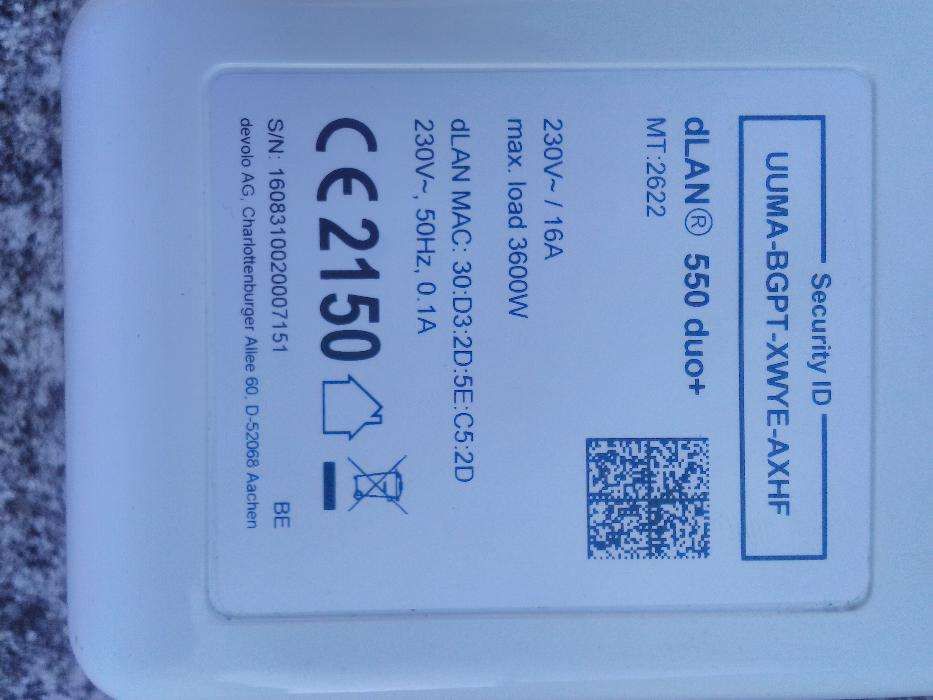 Security ID
UUMA-BGPT-XWYE-AXHF
dLAN® 550 duo+
MT:2622
230V~ / 16A
max. load 3600W
dLAN MAC: 30:D3:2D:5E:C5:2D
230V~, 50Hz, 0.1A
CE 2150
S/N: 1608310020007151 BE
devolo AG, Charlottenburger Allee 60, D-52068 Aachen